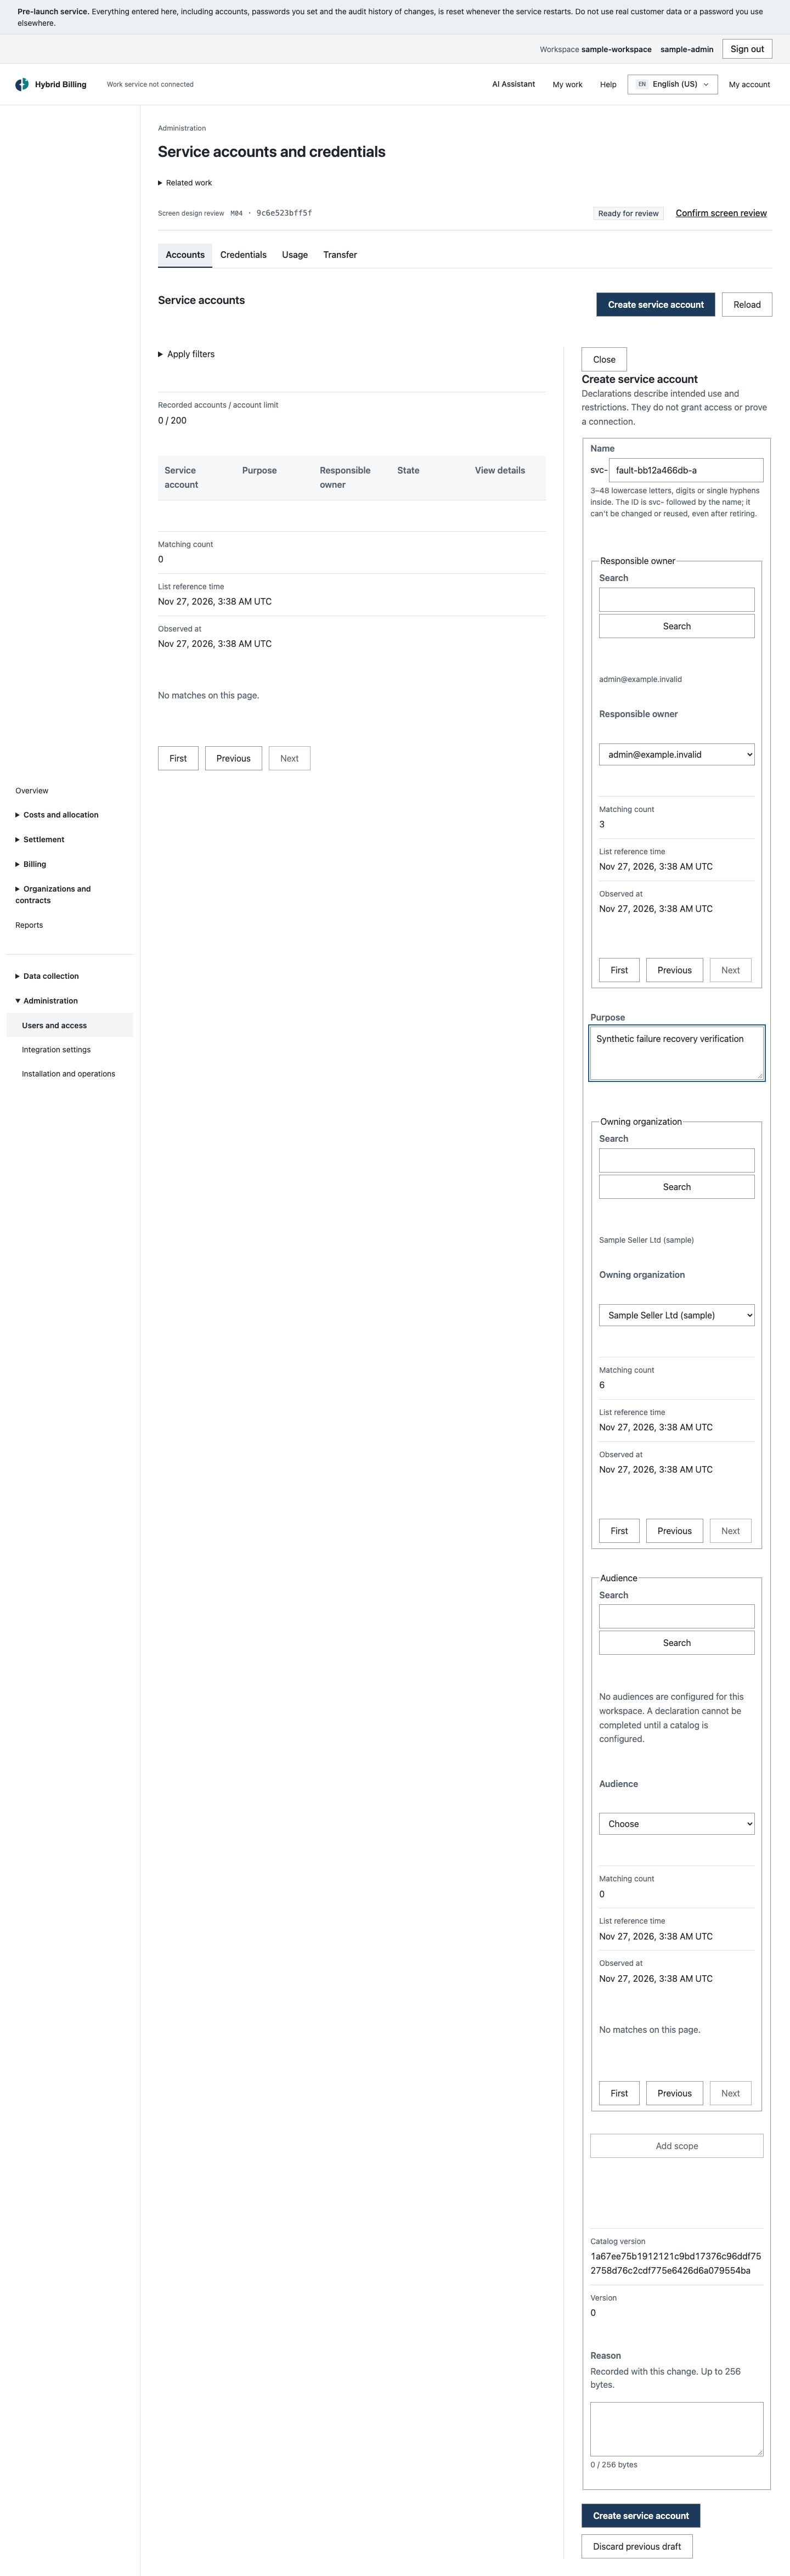 Pre-launch service. Everything entered here, including accounts, passwords you set and the audit history of changes, is reset whenever the service restarts. Do not use real customer data or a password you use
elsewhere.
Workspace sample-workspace sample-admin Sign out
Hybrid Billing Work service not connected AI Assistant My work Help EN English (US) My account
Administration
Service accounts and credentials
Related work
Screen design review M04 · 9c6e523bff5f Ready for review Confirm screen review
Accounts Credentials Usage Transfer
Service accounts Create service account Reload
Apply filters
Recorded accounts / account limit
0 / 200
Service account Purpose Responsible owner State View details
Matching count
0
List reference time
Nov 27, 2026, 3:38 AM UTC
Observed at
Nov 27, 2026, 3:38 AM UTC
No matches on this page.
First Previous Next
Overview
Costs and allocation
Settlement
Billing
Organizations and
contracts
Reports
Data collection
Administration
Users and access
Integration settings
Installation and operations
Close
Create service account
Declarations describe intended use and
restrictions. They do not grant access or prove
a connection.
Name
svc- fault-bb12a466db-a
3–48 lowercase letters, digits or single hyphens
inside. The ID is svc- followed by the name; it
can't be changed or reused, even after retiring.
Responsible owner
Search
Search
admin@example.invalid
Responsible owner
admin@example.invalid
Matching count
3
List reference time
Nov 27, 2026, 3:38 AM UTC
Observed at
Nov 27, 2026, 3:38 AM UTC
First Previous Next
Purpose
Synthetic failure recovery verification
Owning organization
Search
Search
Sample Seller Ltd (sample)
Owning organization
Sample Seller Ltd (sample)
Matching count
6
List reference time
Nov 27, 2026, 3:38 AM UTC
Observed at
Nov 27, 2026, 3:38 AM UTC
First Previous Next
Audience
Search
Search
No audiences are configured for this
workspace. A declaration cannot be
completed until a catalog is
configured.
Audience
Choose
Matching count
0
List reference time
Nov 27, 2026, 3:38 AM UTC
Observed at
Nov 27, 2026, 3:38 AM UTC
No matches on this page.
First Previous Next
Add scope
Catalog version
1a67ee75b1912121c9bd17376c96ddf75
2758d76c2cdf775e6426d6a079554ba
Version
0
Reason
Recorded with this change. Up to 256
bytes.
0 / 256 bytes
Create service account
Discard previous draft